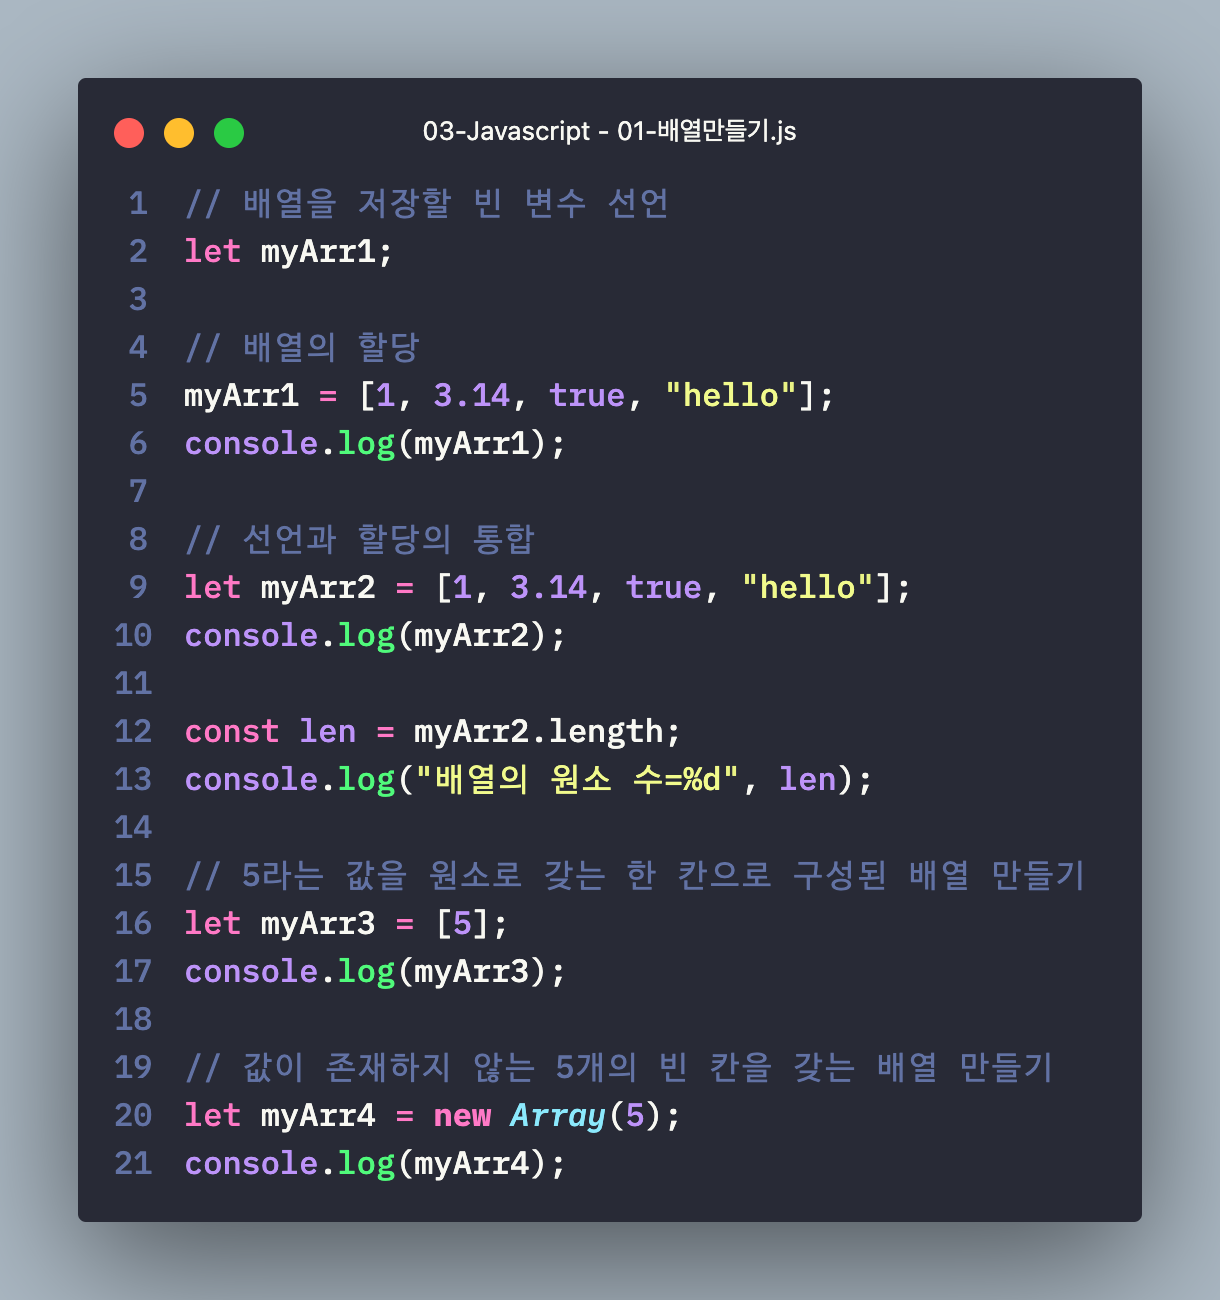 03-Javascript - 01-배열만들기.js
1 // 배열을 저장할 빈 변수 선언
2 let myArr1;
3
4 // 배열의 할당
5 myArr1 = [1, 3.14, true, "hello"];
6 console.log(myArr1);
7
8 // 선언과 할당의 통합
9 let myArr2 = [1, 3.14, true, "hello"];
10 console.log(myArr2);
11
12 const len = myArr2.length;
13 console.log("배열의 원소 수=%d", len);
14
15 // 5라는 값을 원소로 갖는 한 칸으로 구성된 배열 만들기
16 let myArr3 = [5];
17 console.log(myArr3);
18
19 // 값이 존재하지 않는 5개의 빈 칸을 갖는 배열 만들기
20 let myArr4 = new Array(5);
21 console.log(myArr4);